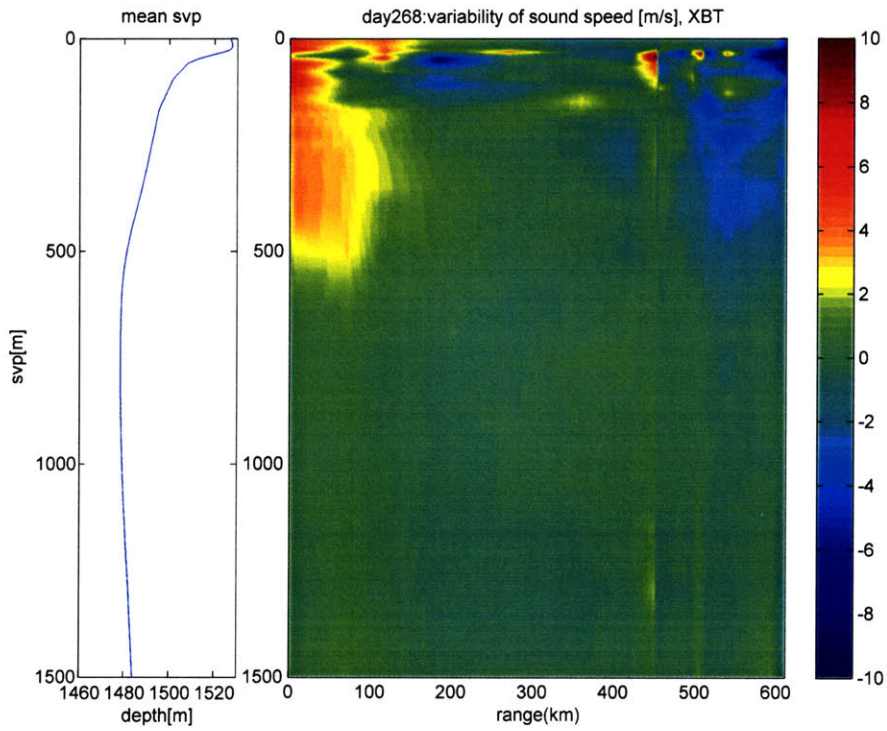 mean svp
day268:variability of sound speed [m/s], XBT
0
500
1000
1500
svp[m]
1460 1480 1500 1520
depth[m]
0
500
1000
1500
0 100 200 300 400 500 600
range(km)
10
8
6
4
2
0
-2
-4
-6
-8
-10